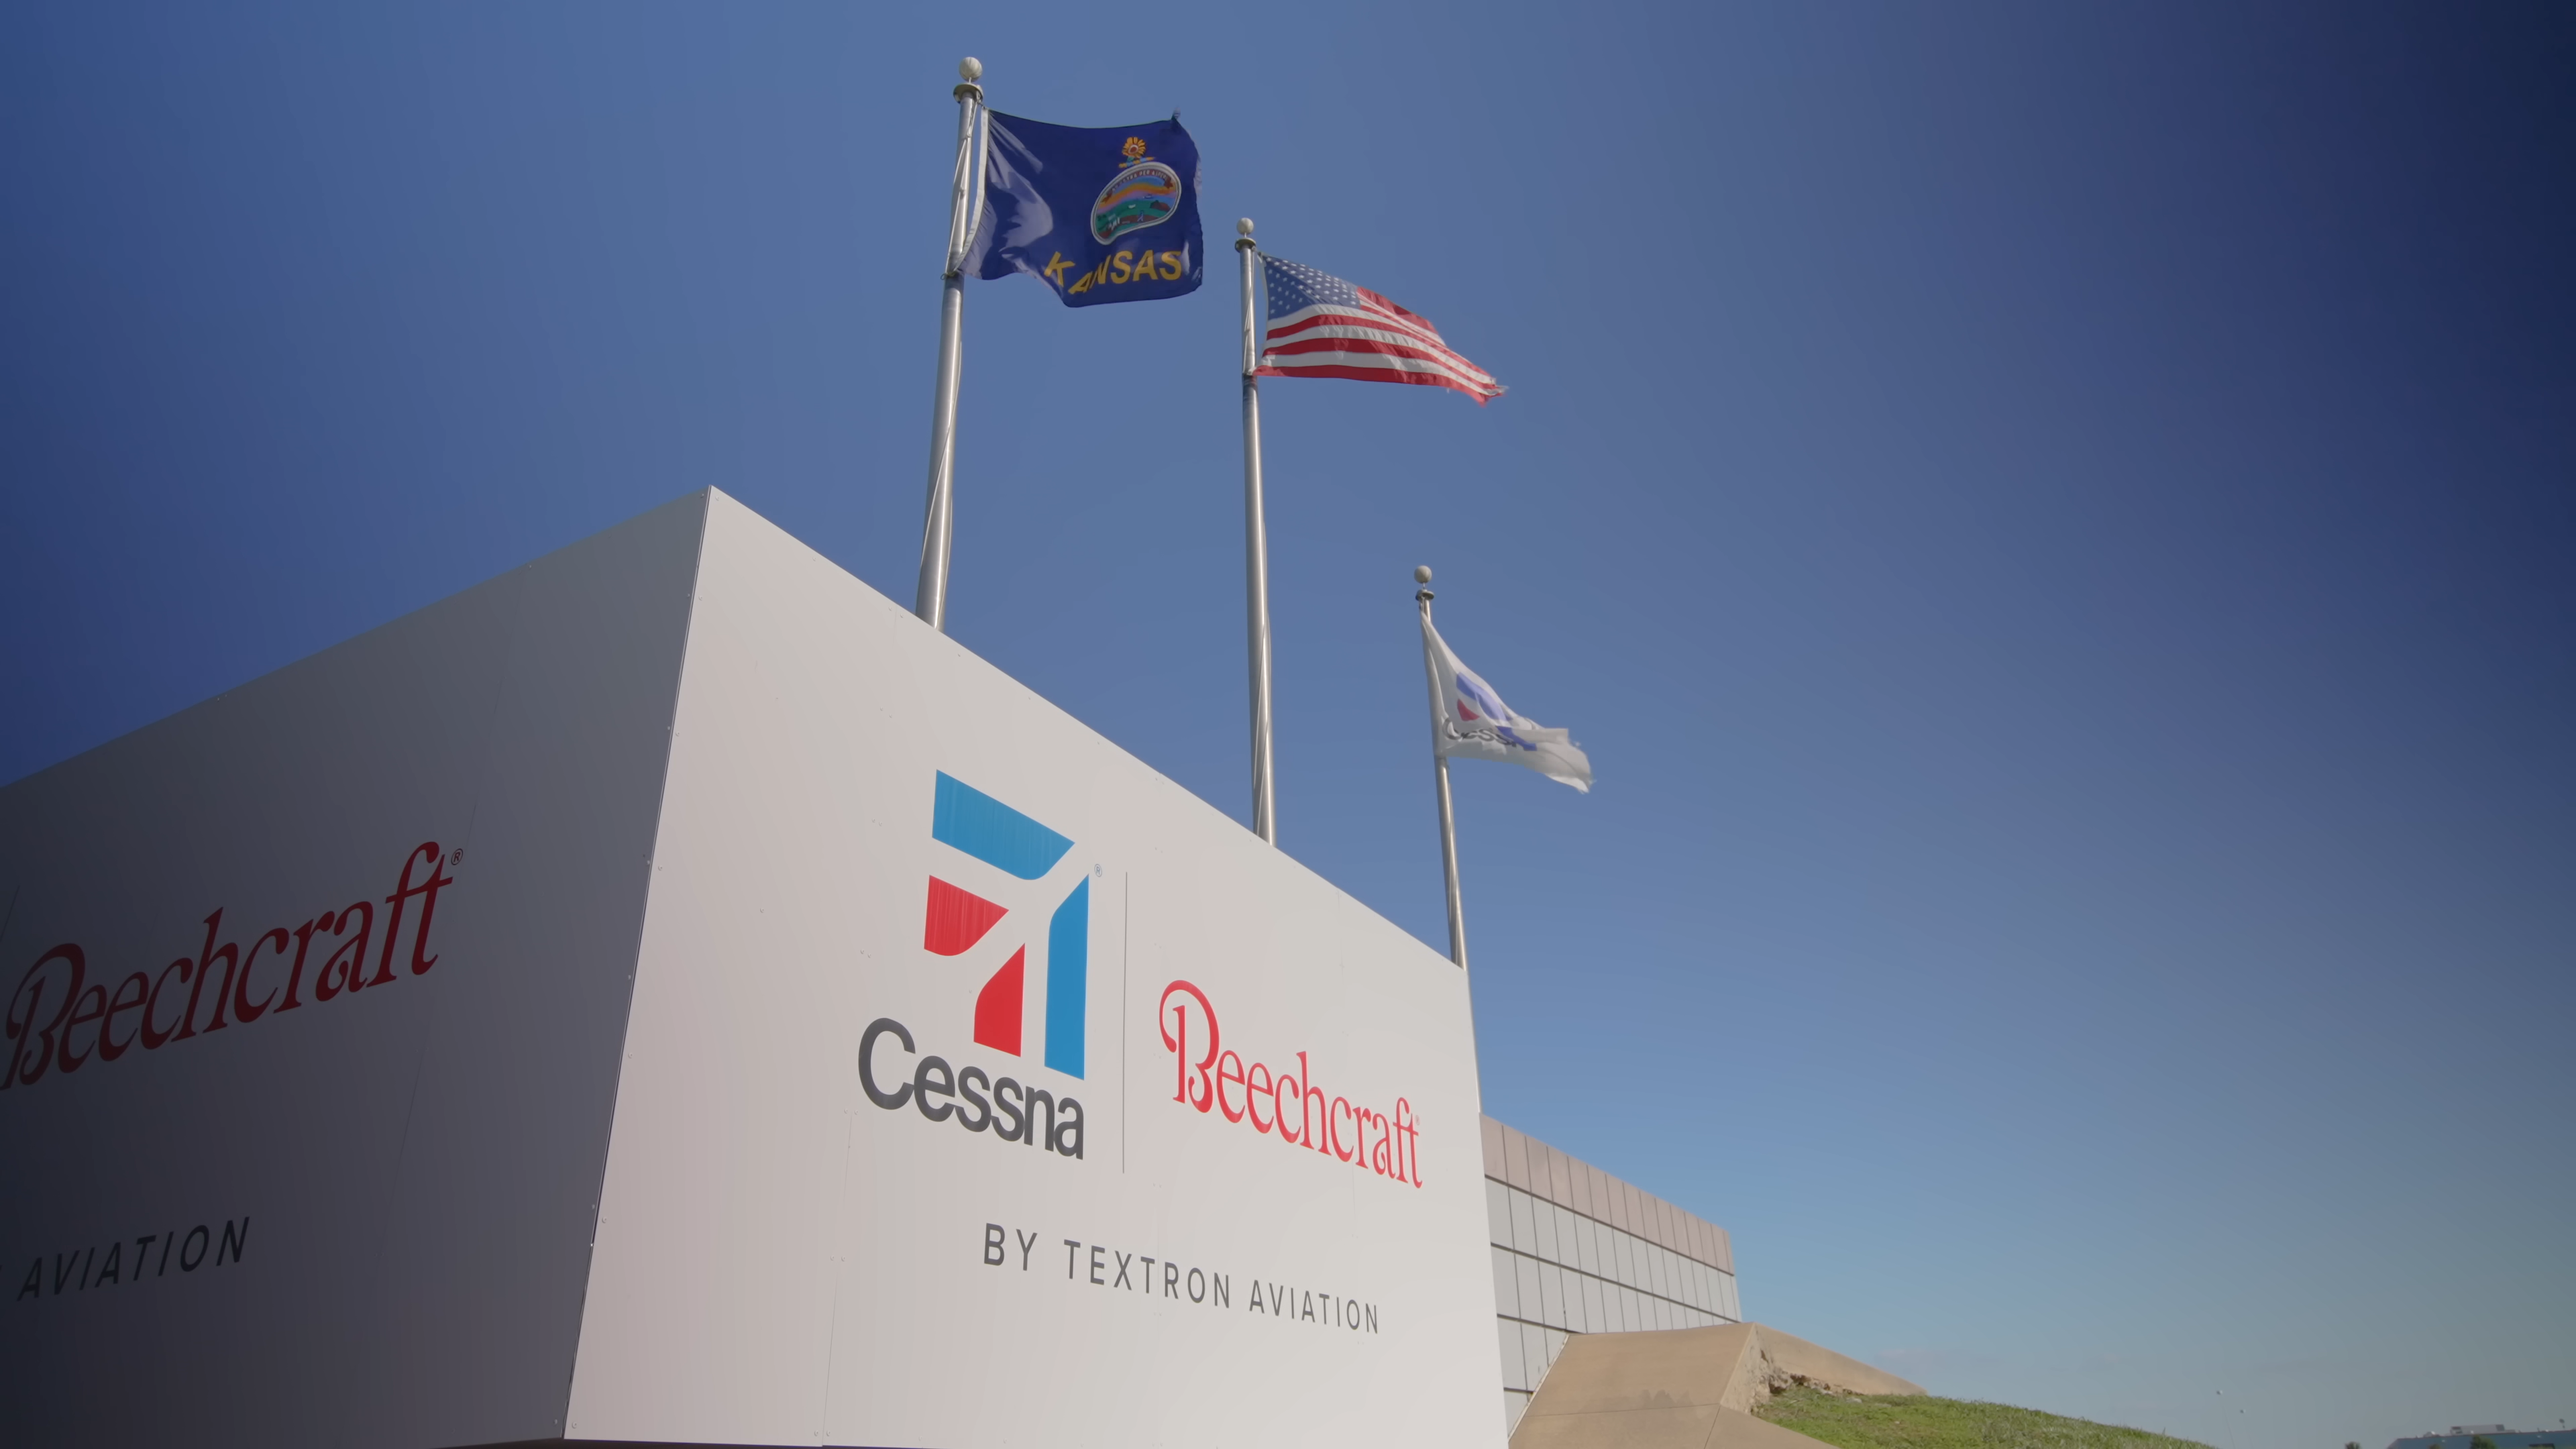 KANSAS
Beechcraft®
AVIATION
Cessna®
Beechcraft®
BY TEXTRON AVIATION